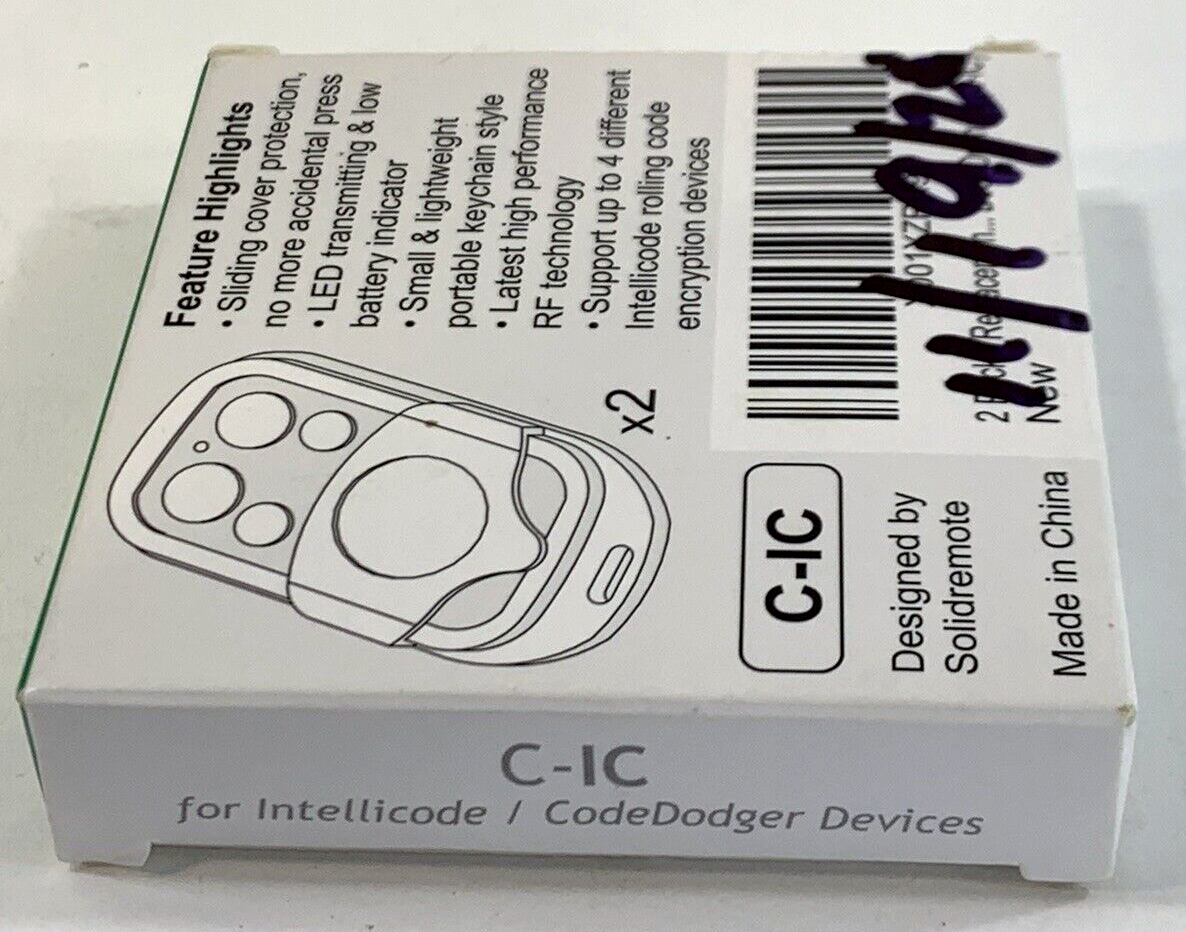 Feature Highlights
• Sliding cover protection,
no more accidental press
• LED transmitting & low
battery indicator
• Small & lightweight
portable keychain style
• Latest high performance
RF technology
• Support up to 4 different
Intellicode rolling code
encryption devices
x2
C-IC
Designed by
Solidremote
Made in China
New
C-IC
for Intellicode / CodeDodger Devices